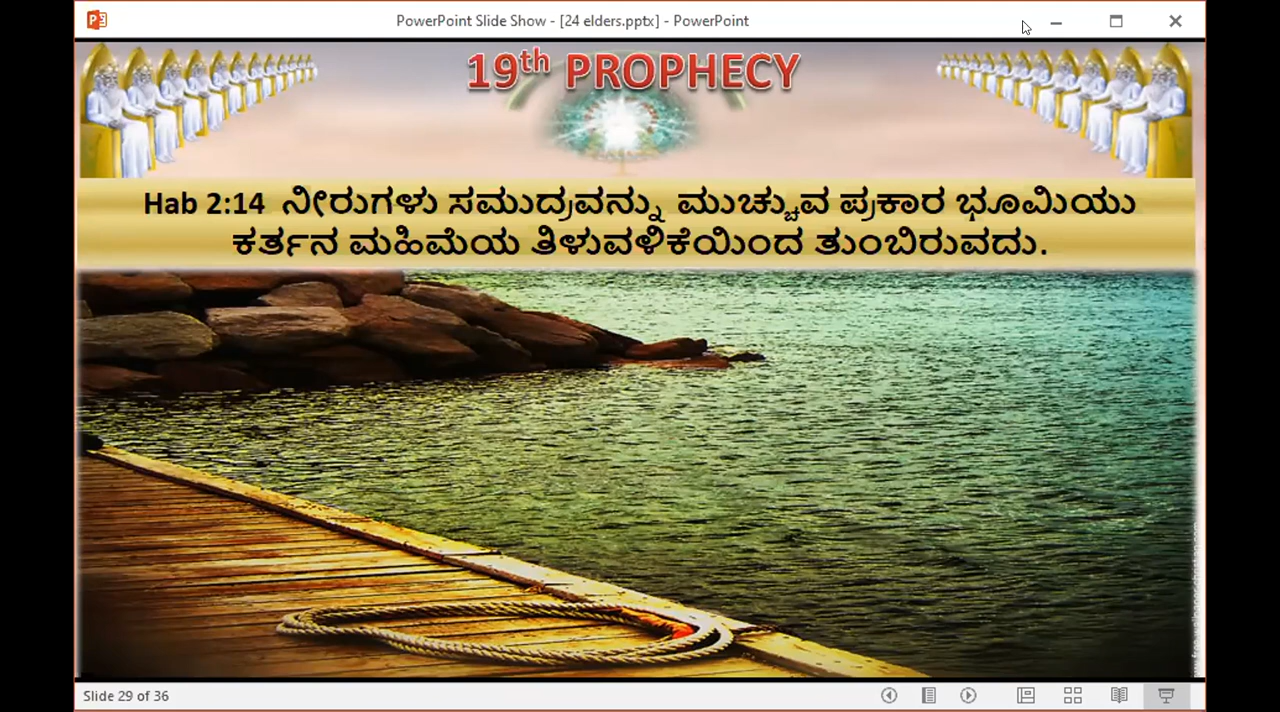 PowerPoint Slide Show - [24 elders.pptx] - PowerPoint
19th PROPHECY
Hab 2:14 ನೀರುಗಳು ಸಮುದ್ರವನ್ನು ಮುಚ್ಚುವ ಪ್ರಕಾರ ಭೂಮಿಯು
ಕರ್ತನ ಮಹಿಮೆಯ ತಿಳುವಳಿಕೆಯಿಂದ ತುಂಬಿರುವದು.
Slide 29 of 36